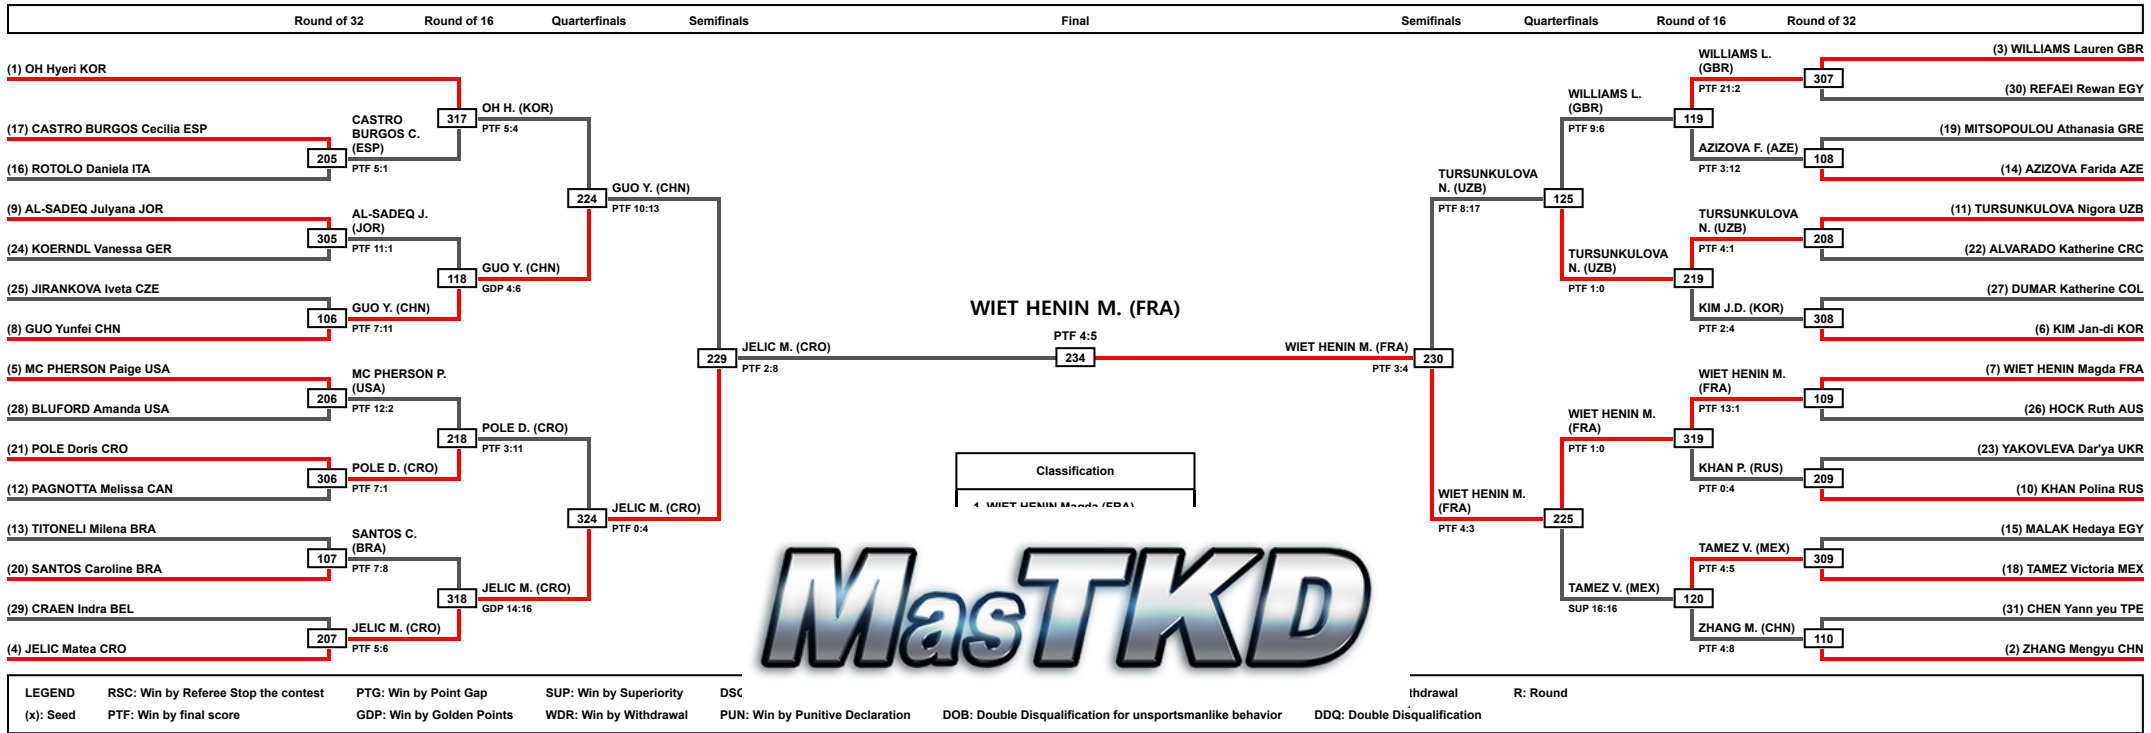 Round of 32 Round of 16 Quarterfinals Semifinals Final Semifinals Quarterfinals Round of 16 Round of 32
(1) OH Hyeri KOR
(17) CASTRO BURGOS Cecilia ESP
(16) ROTOLO Daniela ITA
(9) AL-SADEQ Julyana JOR
(24) KOERNDL Vanessa GER
(25) JIRANKOVA Iveta CZE
(8) GUO Yunfei CHN
(5) MC PHERSON Paige USA
(28) BLUFORD Amanda USA
(21) POLE Doris CRO
(12) PAGNOTTA Melissa CAN
(13) TITONELI Milena BRA
(20) SANTOS Caroline BRA
(29) CRAEN Indra BEL
(4) JELIC Matea CRO
205
305
106
206
306
107
207
CASTRO
BURGOS C.
(ESP)
PTF 5:1
AL-SADEQ J.
(JOR)
PTF 11:1
GUO Y. (CHN)
PTF 7:11
MC PHERSON P.
(USA)
PTF 12:2
POLE D. (CRO)
PTF 7:1
SANTOS C.
(BRA)
PTF 7:8
JELIC M. (CRO)
PTF 5:6
317
118
218
318
OH H. (KOR)
PTF 5:4
GUO Y. (CHN)
GDP 4:6
POLE D. (CRO)
PTF 3:11
JELIC M. (CRO)
GDP 14:16
224
324
GUO Y. (CHN)
PTF 10:13
JELIC M. (CRO)
PTF 0:4
229
JELIC M. (CRO)
PTF 2:8
WIET HENIN M. (FRA)
PTF 4:5
234
Classification
1. WIET HENIN Magda (FRA)
MasTKD
WIET HENIN M. (FRA)
PTF 3:4
230
TURSUNKULOVA
N. (UZB)
PTF 8:17
WIET HENIN M.
(FRA)
PTF 4:3
125
225
WILLIAMS L.
(GBR)
PTF 9:6
TURSUNKULOVA
N. (UZB)
PTF 1:0
WIET HENIN M.
(FRA)
PTF 1:0
TAMEZ V. (MEX)
SUP 16:16
119
219
319
120
WILLIAMS L.
(GBR)
PTF 21:2
AZIZOVA F. (AZE)
PTF 3:12
TURSUNKULOVA
N. (UZB)
PTF 4:1
KIM J.D. (KOR)
PTF 2:4
WIET HENIN M.
(FRA)
PTF 13:1
KHAN P. (RUS)
PTF 0:4
TAMEZ V. (MEX)
PTF 4:5
ZHANG M. (CHN)
PTF 4:8
307
108
208
308
109
209
309
110
(3) WILLIAMS Lauren GBR
(30) REFAEI Rewan EGY
(19) MITSOPOULOU Athanasia GRE
(14) AZIZOVA Farida AZE
(11) TURSUNKULOVA Nigora UZB
(22) ALVARADO Katherine CRC
(27) DUMAR Katherine COL
(6) KIM Jan-di KOR
(7) WIET HENIN Magda FRA
(26) HOCK Ruth AUS
(23) YAKOVLEVA Dar'ya UKR
(10) KHAN Polina RUS
(15) MALAK Hedaya EGY
(18) TAMEZ Victoria MEX
(31) CHEN Yann yeu TPE
(2) ZHANG Mengyu CHN
LEGEND RSC: Win by Referee Stop the contest PTG: Win by Point Gap SUP: Win by Superiority R: Round
(x): Seed PTF: Win by final score GDP: Win by Golden Points WDR: Win by Withdrawal PUN: Win by Punitive Declaration DOB: Double Disqualification for unsportsmanlike behavior DDQ: Double Disqualification